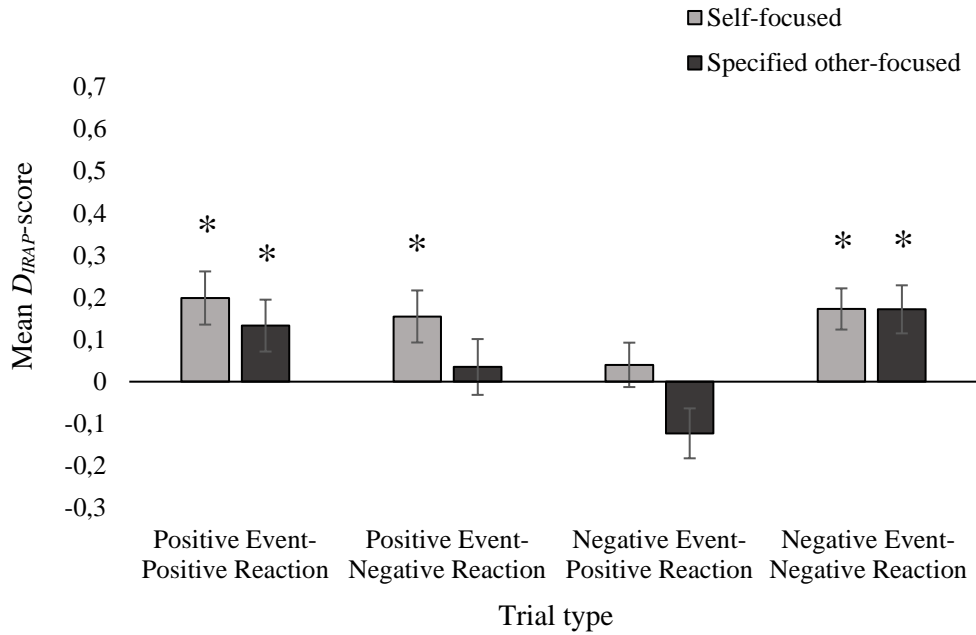 Self-focused
Specified other-focused
0,7
0,6
0,5
0,4
0,3
0,2
0,1
0
-0,1
-0,2
-0,3
Mean DIRAP-score
*
*
*
*
*
Positive Event-
Positive Reaction
Positive Event-
Negative Reaction
Negative Event-
Positive Reaction
Negative Event-
Negative Reaction
Trial type